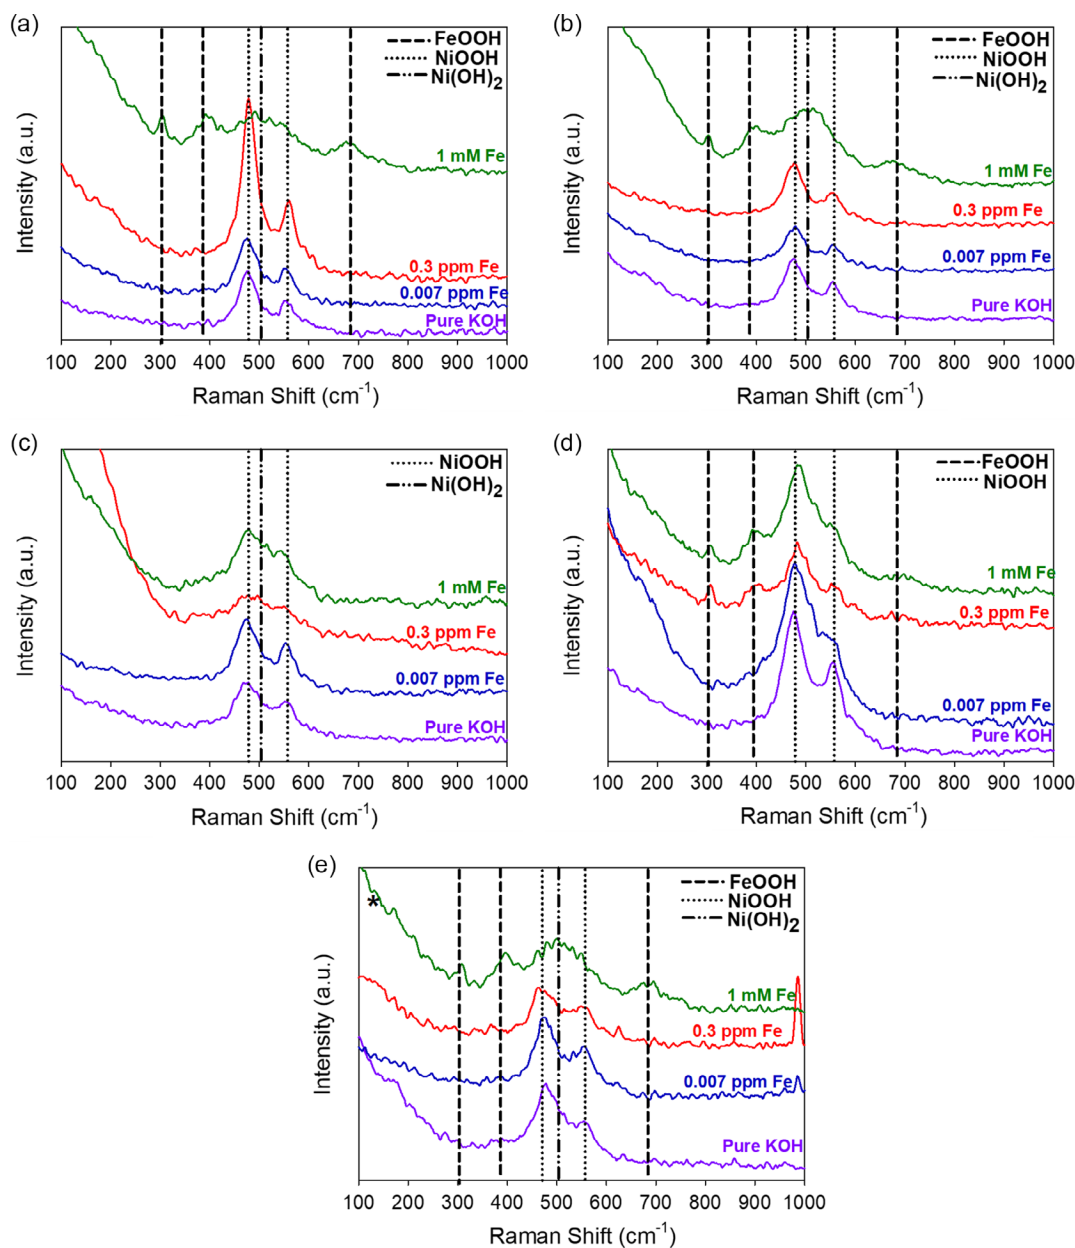 (a)
FeOOH
NiOOH
Ni(OH)2
1 mM Fe
0.3 ppm Fe
0.007 ppm Fe
Pure KOH
Intensity (a.u.)
100 200 300 400 500 600 700 800 900 1000
Raman Shift (cm-1)
(b)
FeOOH
NiOOH
Ni(OH)2
1 mM Fe
0.3 ppm Fe
0.007 ppm Fe
Pure KOH
Intensity (a.u.)
100 200 300 400 500 600 700 800 900 1000
Raman Shift (cm-1)
(c)
NiOOH
Ni(OH)2
1 mM Fe
0.3 ppm Fe
0.007 ppm Fe
Pure KOH
Intensity (a.u.)
100 200 300 400 500 600 700 800 900 1000
Raman Shift (cm-1)
(d)
FeOOH
NiOOH
1 mM Fe
0.3 ppm Fe
0.007 ppm Fe
Pure KOH
Intensity (a.u.)
100 200 300 400 500 600 700 800 900 1000
Raman Shift (cm-1)
(e)
FeOOH
NiOOH
Ni(OH)2
*
1 mM Fe
0.3 ppm Fe
0.007 ppm Fe
Pure KOH
Intensity (a.u.)
100 200 300 400 500 600 700 800 900 1000
Raman Shift (cm-1)